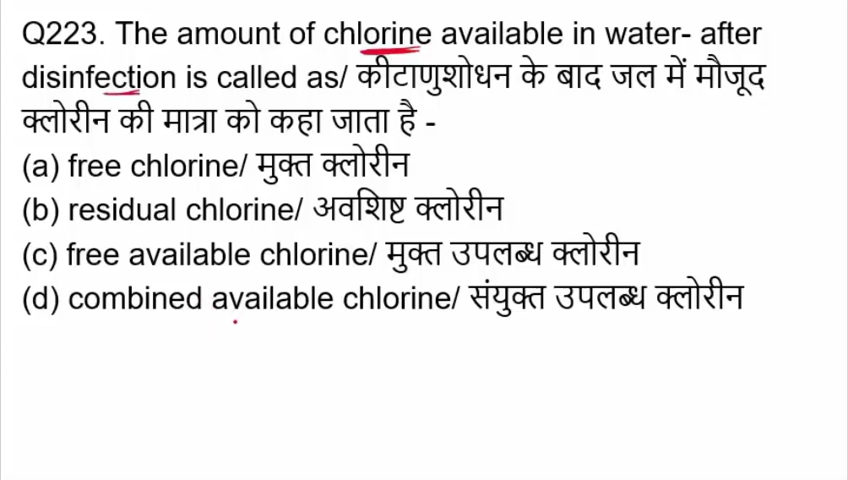 Q223. The amount of chlorine available in water- after
disinfection is called as/ कीटाणुशोधन के बाद जल में मौजूद
क्लोरीन की मात्रा को कहा जाता है -
(a) free chlorine/ मुक्त क्लोरीन
(b) residual chlorine/ अवशिष्ट क्लोरीन
(c) free available chlorine/ मुक्त उपलब्ध क्लोरीन
(d) combined available chlorine/ संयुक्त उपलब्ध क्लोरीन